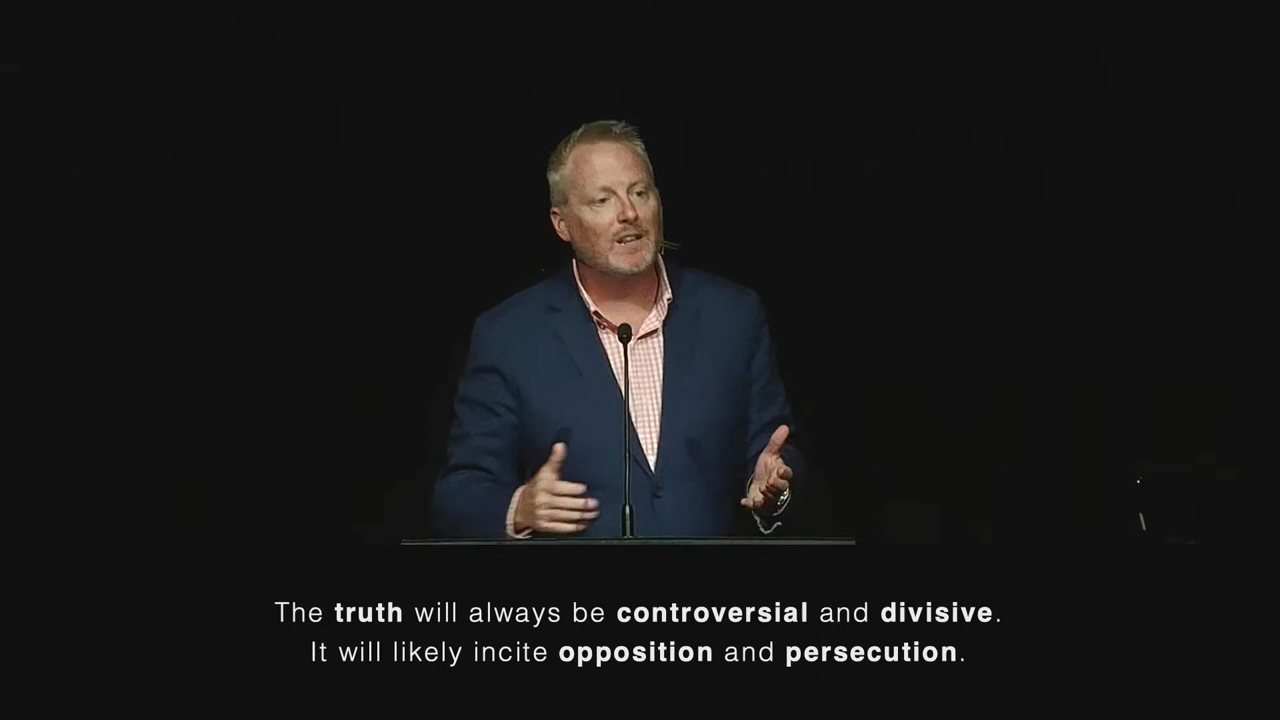 The truth will always be controversial and divisive.
It will likely incite opposition and persecution.